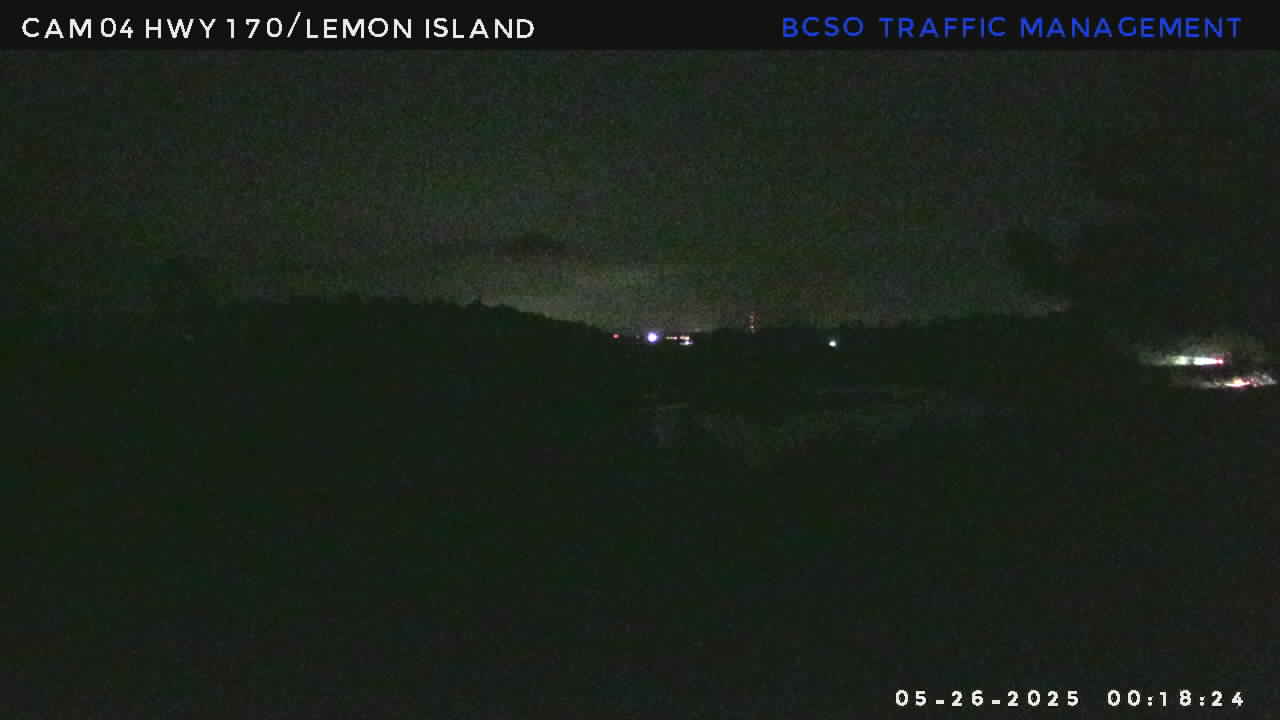 CAM04 HWY 170/LEMON ISLAND
BCSO TRAFFIC MANAGEMENT
05-26-2025 00:18:24